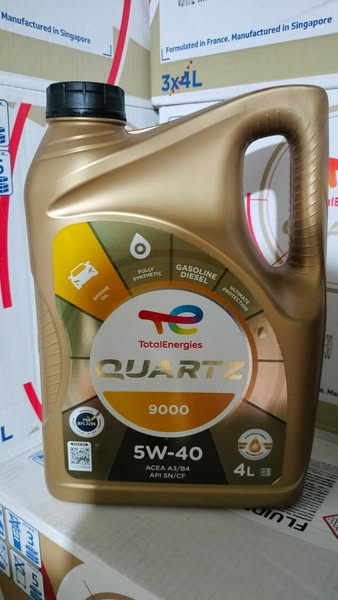 Manufactured in Singapore
Formulated in France. Manufactured in Singapore
3x4L
ENGINE
OIL
FULLY
SYNTHETIC
GASOLINE
DIESEL
ULTIMATE
PROTECTION
TotalEnergies
QUARTZ
9000
5W-40
ACEA A3/B4
API SN/CF
4L
FLUID